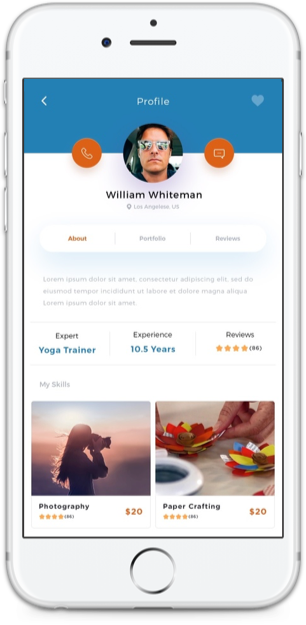 Profile
William Whiteman
Los Angeless, US
About Portfolio Reviews
Lorem ipsum dolor sit amet, consectetur adipiscing elit, sed do
eiusmod tempor incididunt ut labore et dolore magna aliqua
Lorem ipsum dolor sit amet.
Expert Experience Reviews
Yoga Trainer 10.5 Years (86)
My Skills
Photography $20 Paper Crafting $20
(86) (86)